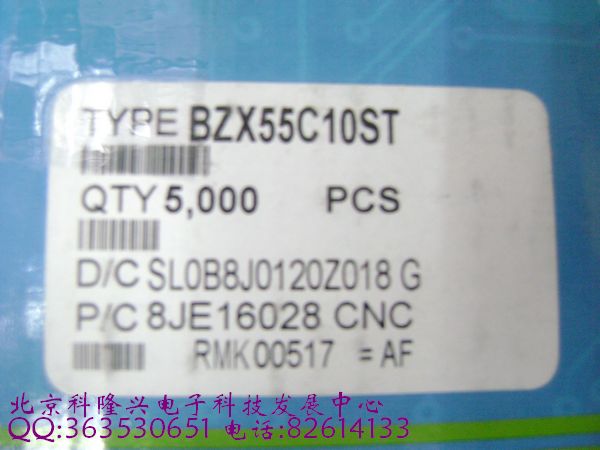 TYPE BZX55C10ST
QTY 5,000 PCS
D/C SL0B8J0120Z018 G
P/C 8JE16028 CNC
RMK 00517 = AF
北京科隆兴电子科技发展中心
QQ:363530651 电话:82614133